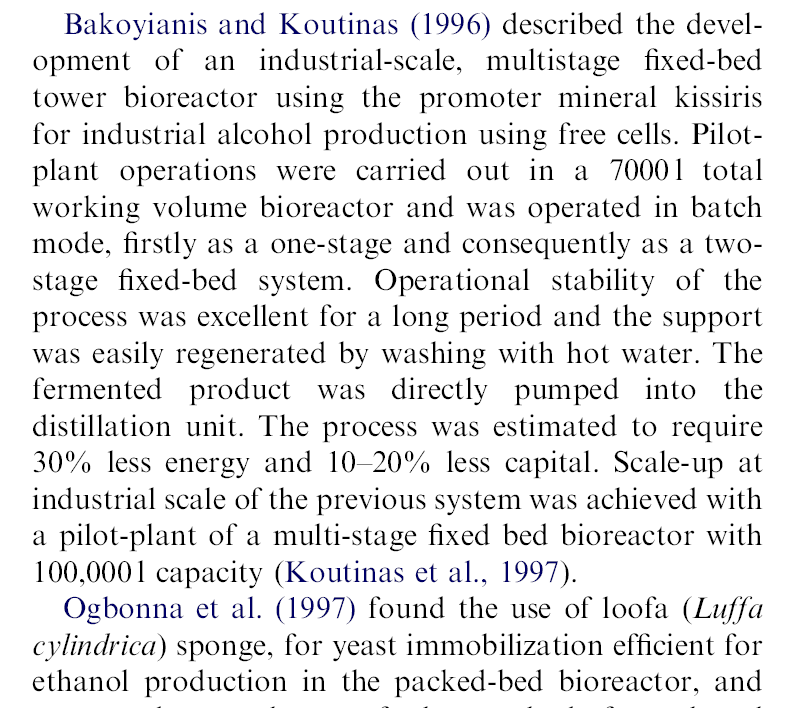 Bakoyianis and Koutinas (1996) described the devel-
opment of an industrial-scale, multistage fixed-bed
tower bioreactor using the promoter mineral kissiris
for industrial alcohol production using free cells. Pilot-
plant operations were carried out in a 7000 l total
working volume bioreactor and was operated in batch
mode, firstly as a one-stage and consequently as a two-
stage fixed-bed system. Operational stability of the
process was excellent for a long period and the support
was easily regenerated by washing with hot water. The
fermented product was directly pumped into the
distillation unit. The process was estimated to require
30% less energy and 10–20% less capital. Scale-up at
industrial scale of the previous system was achieved with
a pilot-plant of a multi-stage fixed bed bioreactor with
100,000 l capacity (Koutinas et al., 1997).
Ogbonna et al. (1997) found the use of loofa (Luffa
cylindrica) sponge, for yeast immobilization efficient for
ethanol production in the packed-bed bioreactor, and